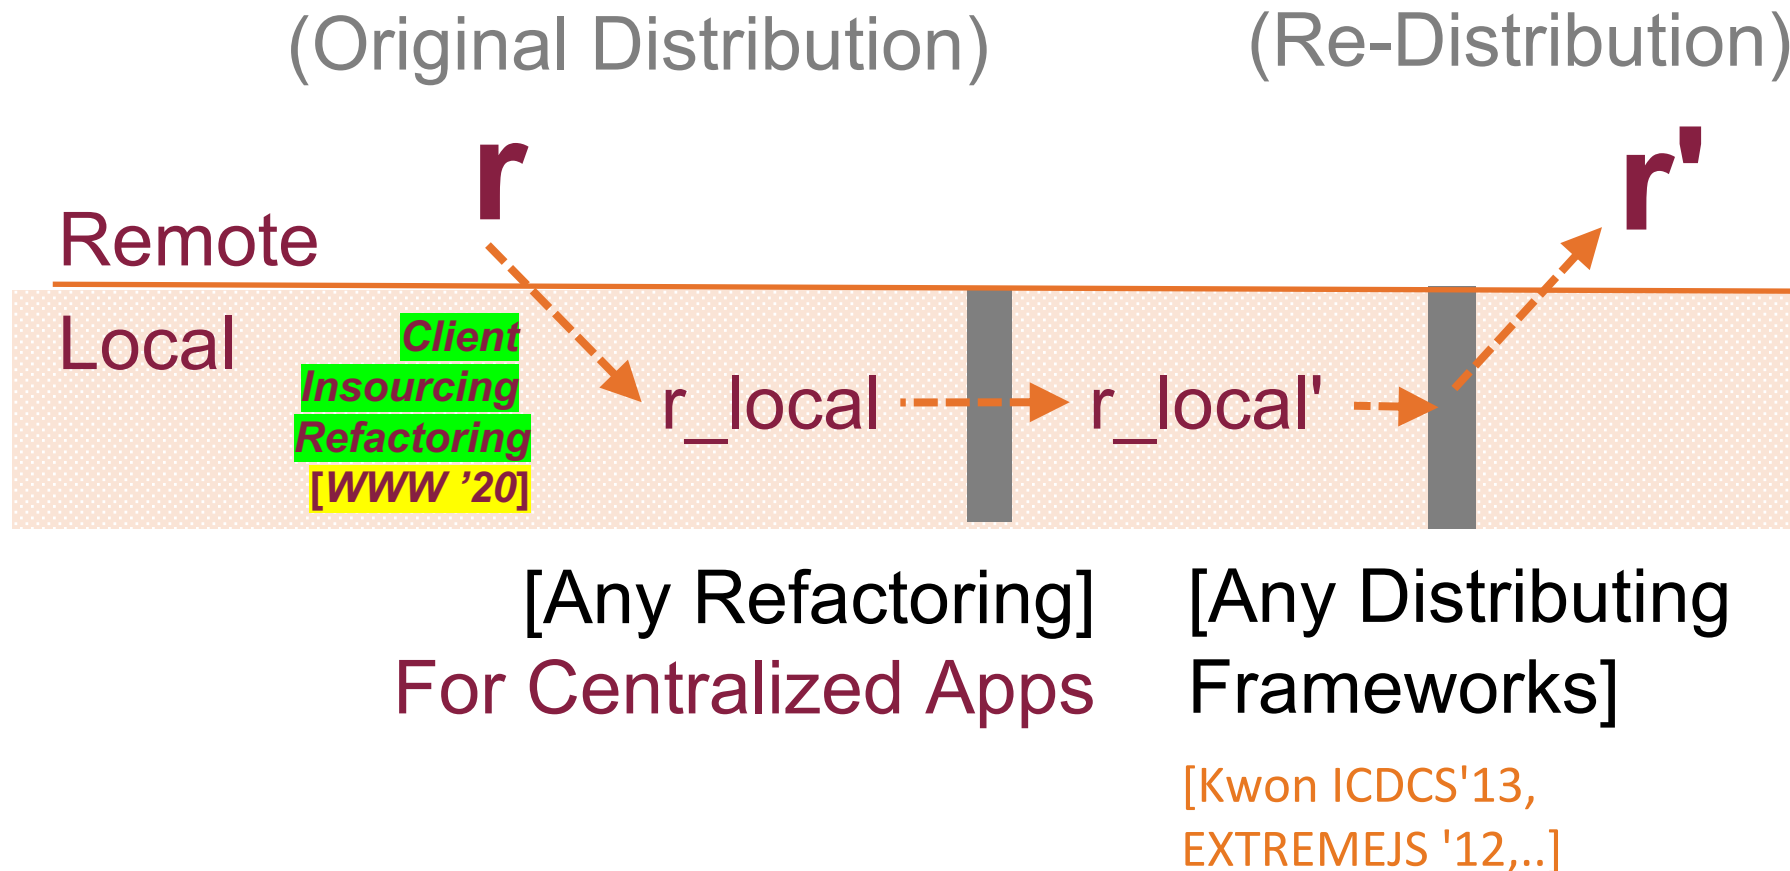 (Original Distribution)
(Re-Distribution)
r
r'
Remote
Local
Client
Insourcing
Refactoring
[WWW ’20]
r_local
r_local'
[Any Refactoring]
For Centralized Apps
[Any Distributing
Frameworks]
[Kwon ICDCS'13,
EXTREMEJS '12,..]